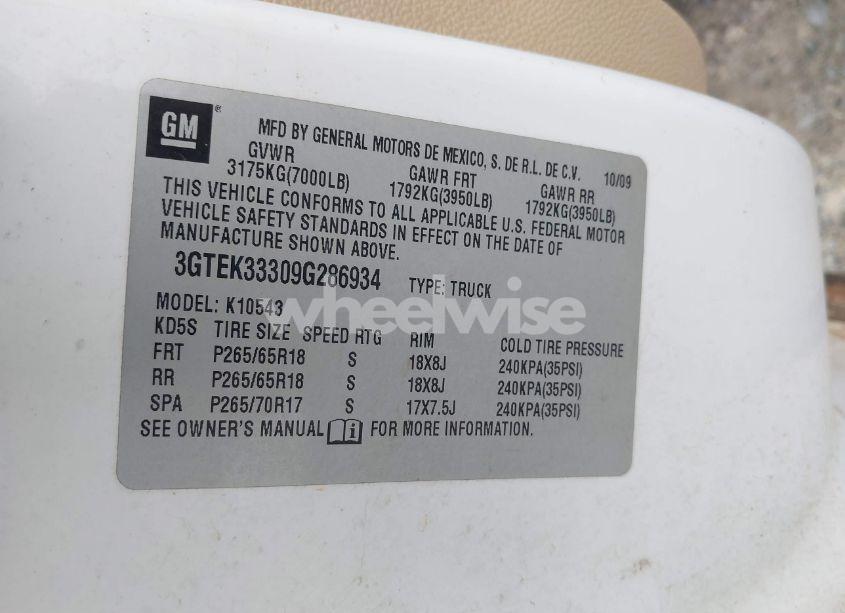 GM ®
MFD BY GENERAL MOTORS DE MEXICO, S. DE R.L. DE C.V. 10/09
GVWR GAWR FRT GAWR RR
3175KG(7000LB) 1792KG(3950LB) 1792KG(3950LB)
THIS VEHICLE CONFORMS TO ALL APPLICABLE U.S. FEDERAL MOTOR
VEHICLE SAFETY STANDARDS IN EFFECT ON THE DATE OF
MANUFACTURE SHOWN ABOVE.
3GTEK33309G286934 TYPE: TRUCK
MODEL: K10543
wheelwise
KD5S TIRE SIZE SPEED RTG RIM COLD TIRE PRESSURE
FRT P265/65R18 S 18X8J 240KPA(35PSI)
RR P265/65R18 S 18X8J 240KPA(35PSI)
SPA P265/70R17 S 17X7.5J 240KPA(35PSI)
SEE OWNER'S MANUAL FOR MORE INFORMATION.